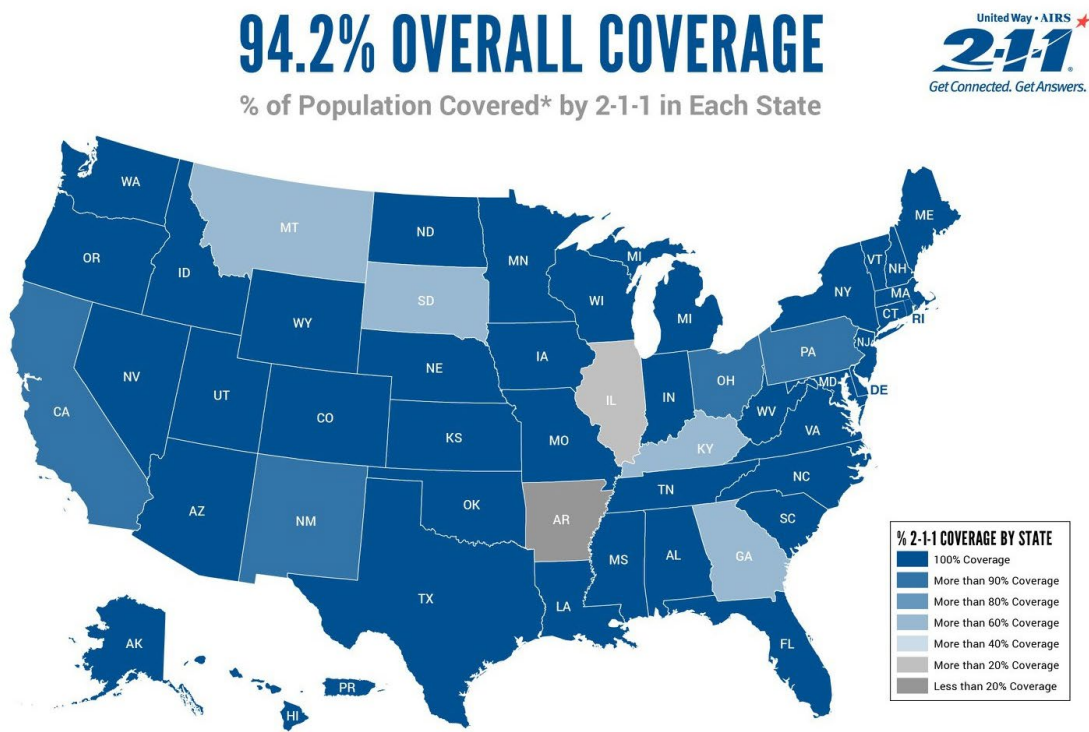 94.2% OVERALL COVERAGE
% of Population Covered* by 2-1-1 in Each State
United Way • AIRS
2-1-1®
Get Connected. Get Answers.
WA
MT
ND
MN
MI
ME
OR
ID
SD
WI
VT
NH
NY
MA
CT
RI
WY
MI
IA
NE
PA
NJ
NV
UT
OH
MD
DE
CA
CO
IL
IN
WV
KS
MO
KY
VA
AZ
NM
OK
TN
NC
AR
SC
MS
AL
GA
TX
LA
FL
AK
PR
HI
% 2-1-1 COVERAGE BY STATE
100% Coverage
More than 90% Coverage
More than 80% Coverage
More than 60% Coverage
More than 40% Coverage
More than 20% Coverage
Less than 20% Coverage